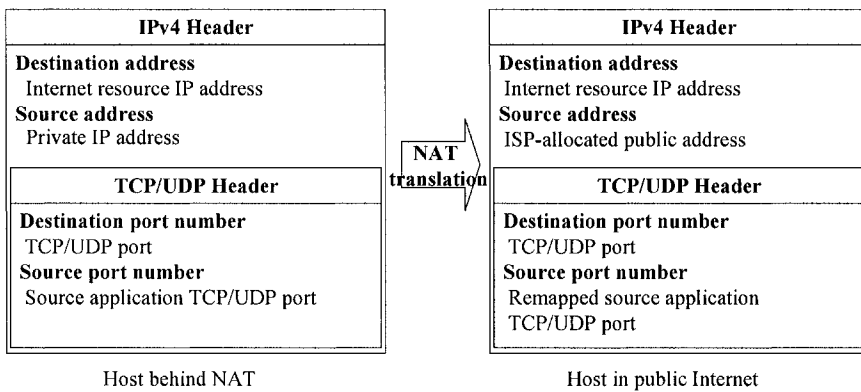 IPv4 Header
Destination address
Internet resource IP address
Source address
Private IP address
TCP/UDP Header
Destination port number
TCP/UDP port
Source port number
Source application TCP/UDP port
Host behind NAT
NAT
translation
IPv4 Header
Destination address
Internet resource IP address
Source address
ISP-allocated public address
TCP/UDP Header
Destination port number
TCP/UDP port
Source port number
Remapped source application
TCP/UDP port
Host in public Internet